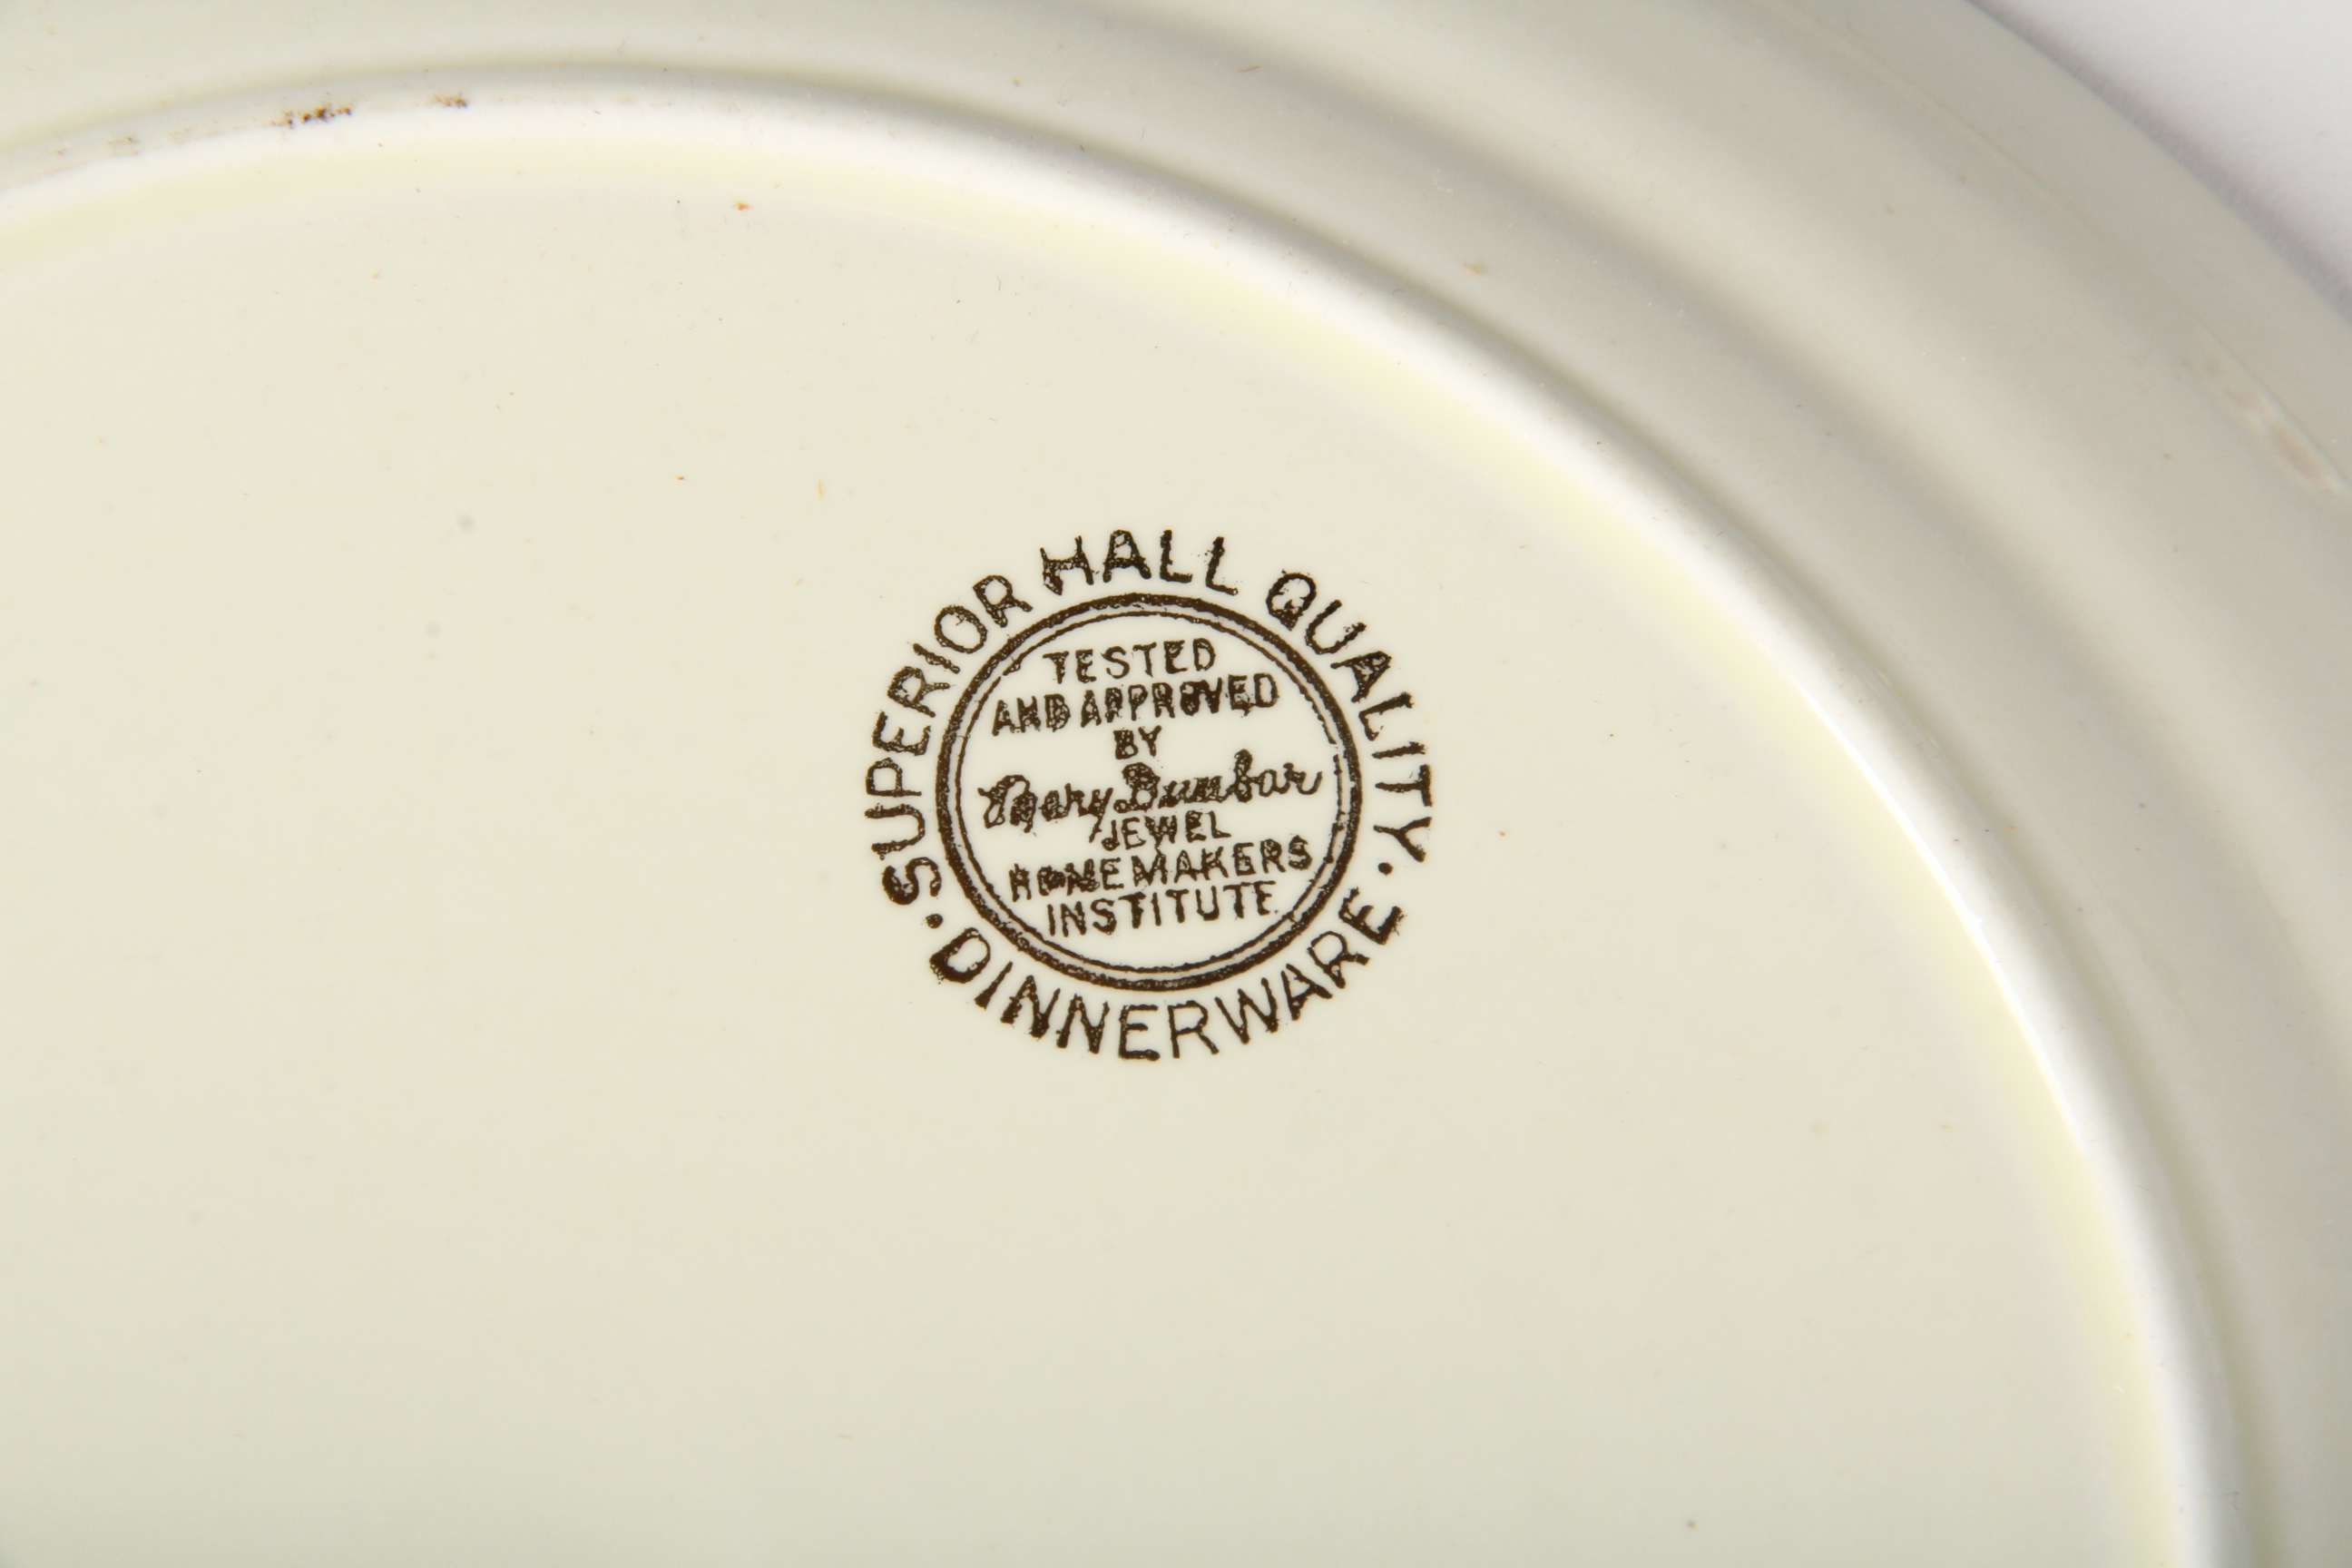 SUPERIOR HALL QUALITY
TESTED
AND APPROVED
BY
Mary Dunbar
JEWEL
HOMEMAKERS
INSTITUTE
DINNERWARE